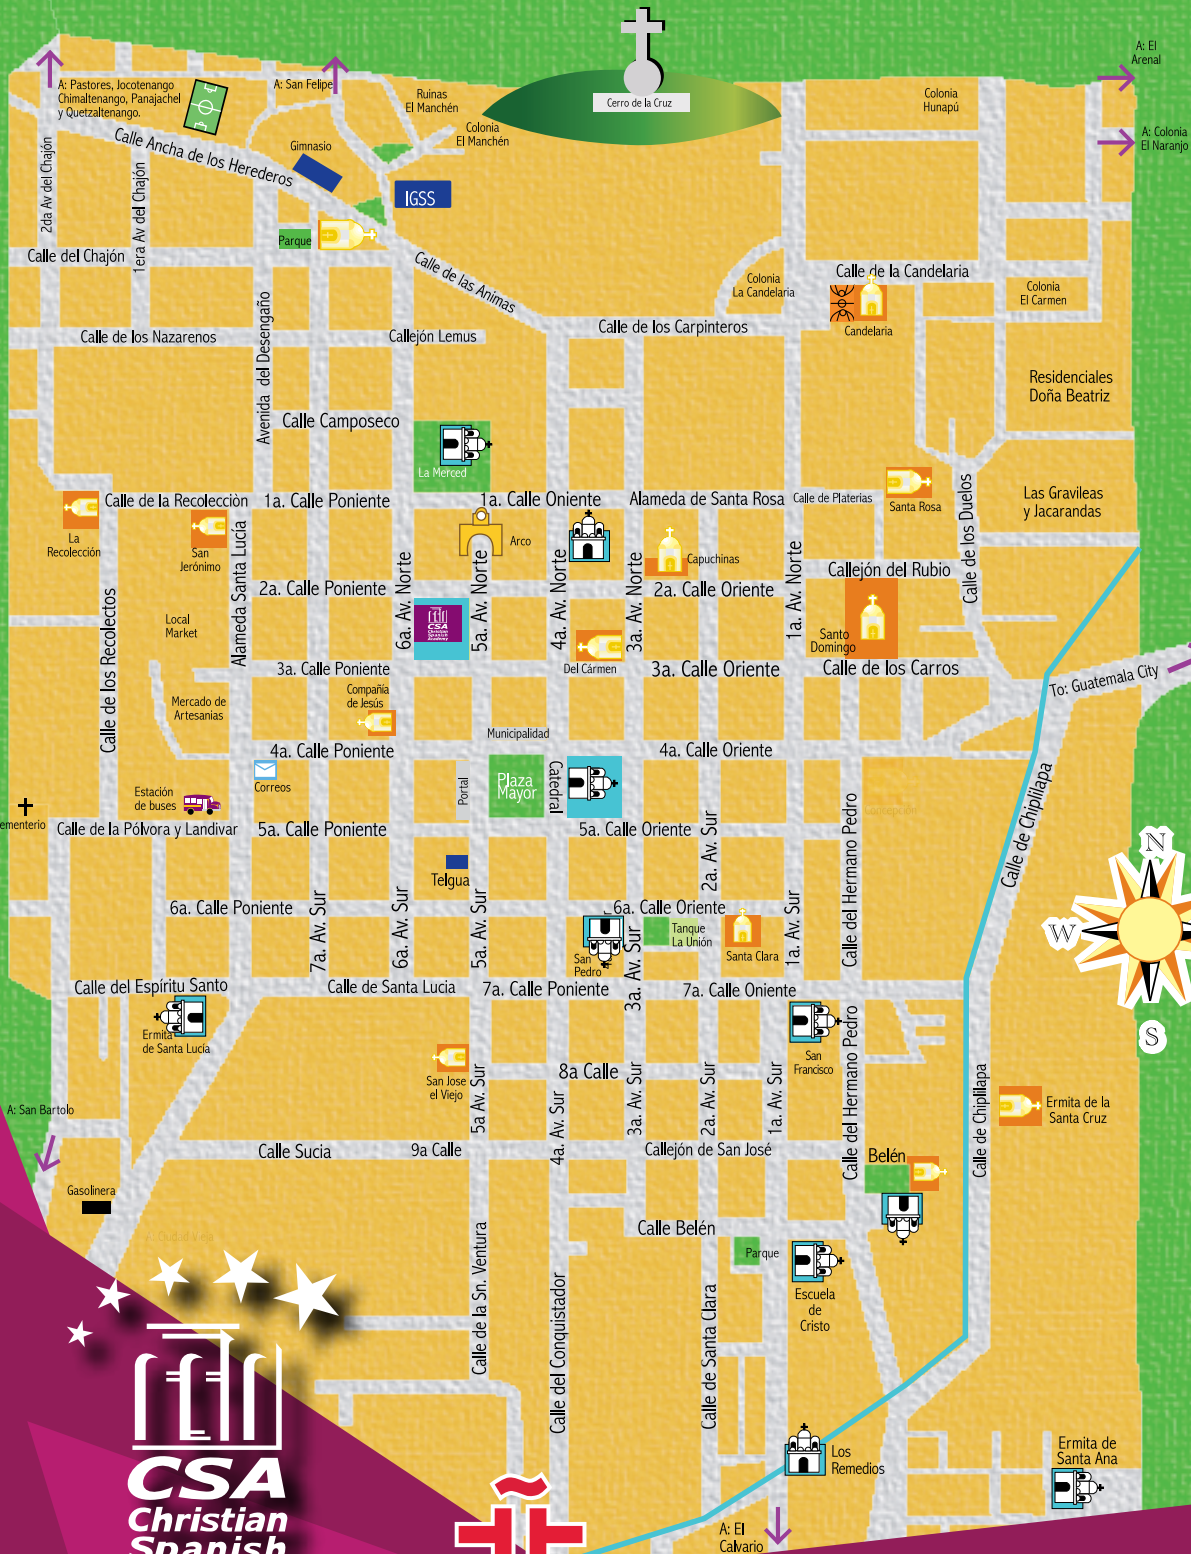 Cerro de la Cruz
A: El
Arenal
A: Colonia
El Naranjo
A: Pastores, Jocotenango
Chimaltenango, Panajachel
y Quetzaltenango.
A: San Felipe
Ruinas
El Manchén
Colonia
El Manchén
Colonia
Hunapú
Calle Ancha de los Herederos
Gimnasio
IGSS
2da Av del Chajón
1era Av del Chajón
Parque
Calle del Chajón
Calle de las Animas
Colonia
La Candelaria
Calle de la Candelaria
Candelaria
Colonia
El Carmen
Calle de los Nazarenos
Avenida del Desengaño
Callejón Lemus
Calle de los Carpinteros
Residenciales
Doña Beatriz
Calle Camposeco
La Merced
La
Recolección
Calle de la Recolecciòn
1a. Calle Poniente
1a. Calle Oriente
Alameda de Santa Rosa
Calle de Platerias
Santa Rosa
Las Gravileas
y Jacarandas
San
Jerónimo
Alameda Santa Lucía
Arco
Capuchinas
6a. Av. Norte
5a. Av. Norte
4a. Av. Norte
3a. Av. Norte
1a. Av. Norte
Calle de los Duelos
Callejón del Rubio
2a. Calle Poniente
2a. Calle Oriente
CSA
Christian
Spanish
Academy
Calle de los Recolectos
Local
Market
Santo
Domingo
Del Cármen
3a. Calle Poniente
3a. Calle Oriente
Calle de los Carros
To: Guatemala City
Compañía
de Jesús
Mercado de
Artesanias
Municipalidad
4a. Calle Poniente
4a. Calle Oriente
Correos
Portal
Plaza
Mayor
Catedral
Estación
de buses
ementerio
Calle de la Pólvora y Landivar
5a. Calle Poniente
5a. Calle Oriente
Concepción
Calle de Chiplilapa
Telgua
2a. Av. Sur
Calle del Hermano Pedro
N
W
S
6a. Calle Poniente
6a. Calle Oriente
7a. Av. Sur
6a. Av. Sur
5a. Av. Sur
3a. Av. Sur
1a. Av. Sur
San
Pedro
Tanque
La Unión
Santa Clara
Calle del Espíritu Santo
Calle de Santa Lucia
7a. Calle Poniente
7a. Calle Oriente
Ermita
de Santa Lucía
San
Francisco
Calle del Hermano Pedro
8a Calle
San Jose
el Viejo
5a Av. Sur
4a. Av. Sur
3a. Av. Sur
2a. Av. Sur
1a. Av. Sur
Calle de Chiplilapa
Ermita de la
Santa Cruz
A: San Bartolo
Calle Sucia
9a Calle
Callejón de San José
Belén
Gasolinera
Calle Belén
Parque
Calle de la Sn. Ventura
Calle del Conquistador
Calle de Santa Clara
Escuela
de
Cristo
Los
Remedios
Ermita de
Santa Ana
A: El
Calvario
CSA
Christian
Spanish